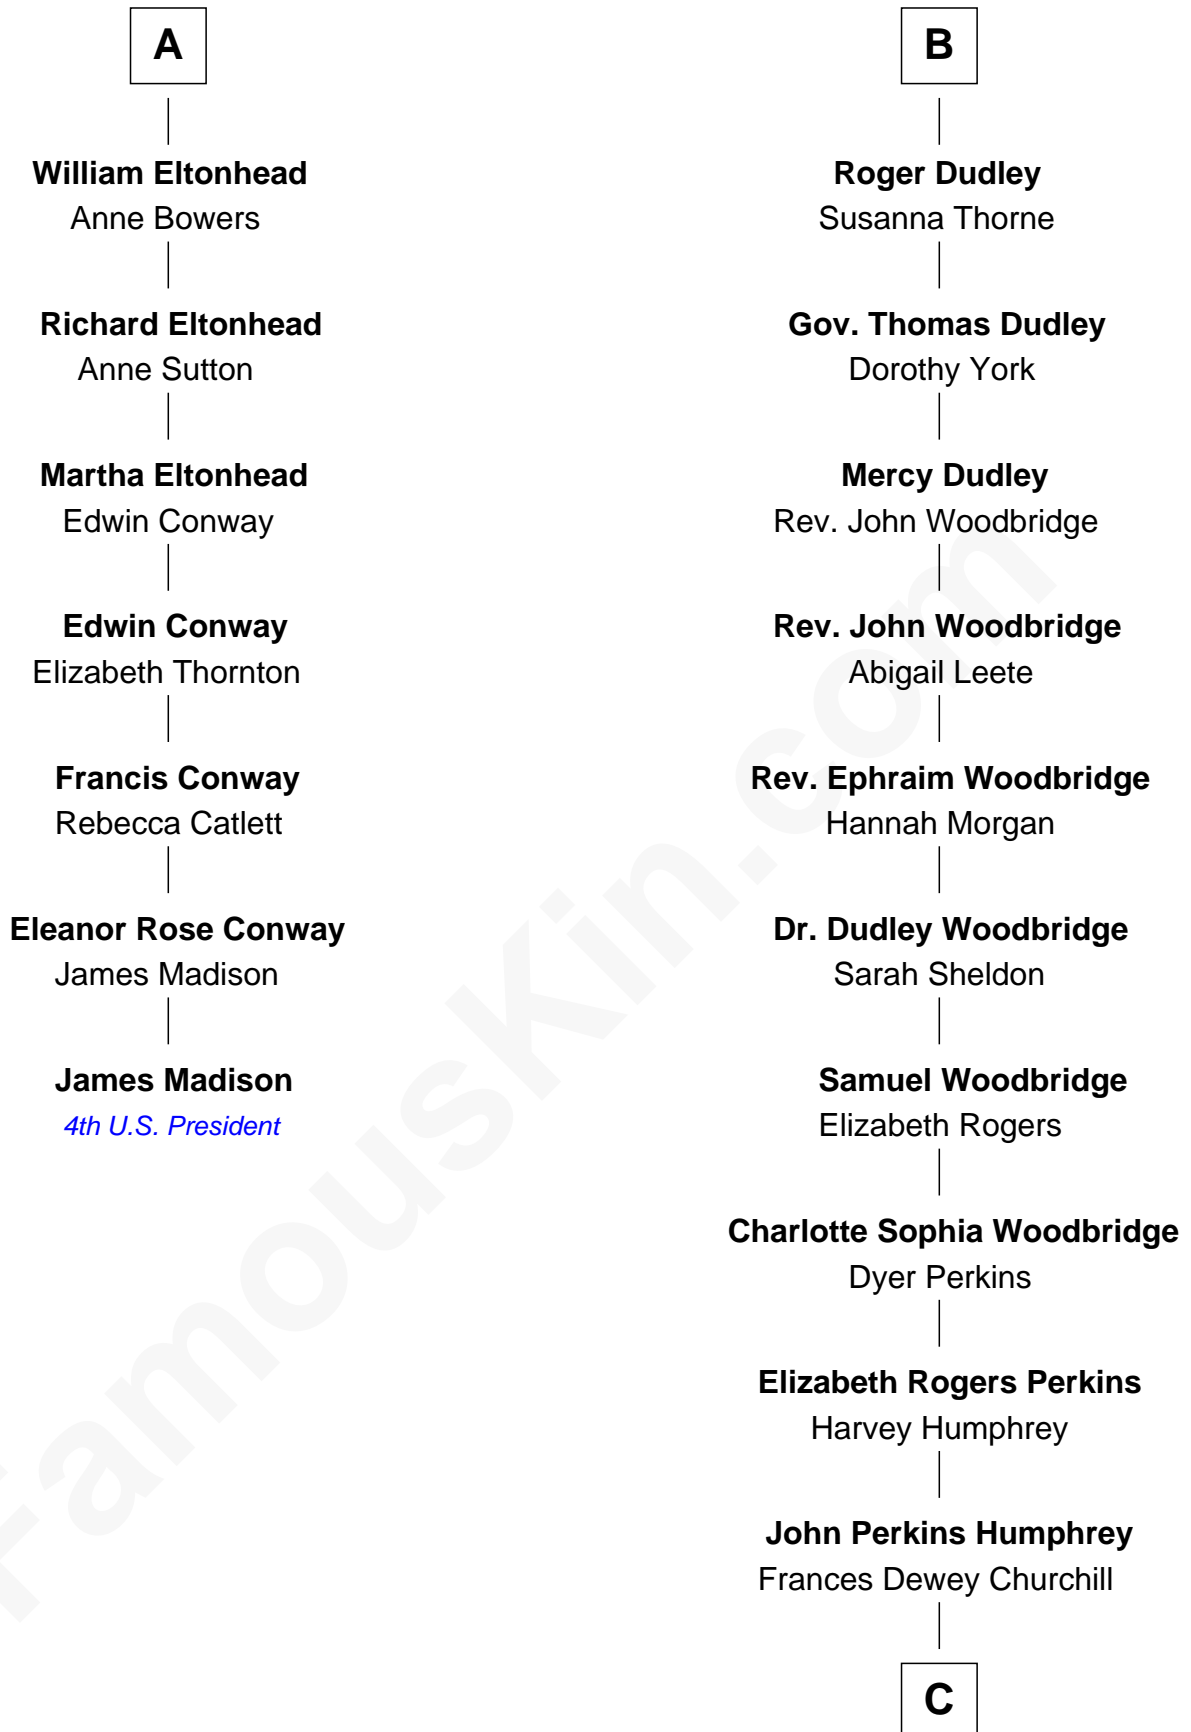 A
William Eltonhead
Anne Bowers
Richard Eltonhead
Anne Sutton
Martha Eltonhead
Edwin Conway
Edwin Conway
Elizabeth Thornton
Francis Conway
Rebecca Catlett
Eleanor Rose Conway
James Madison
James Madison
4th U.S. President
B
Roger Dudley
Susanna Thorne
Gov. Thomas Dudley
Dorothy York
Mercy Dudley
Rev. John Woodbridge
Rev. John Woodbridge
Abigail Leete
Rev. Ephraim Woodbridge
Hannah Morgan
Dr. Dudley Woodbridge
Sarah Sheldon
Samuel Woodbridge
Elizabeth Rogers
Charlotte Sophia Woodbridge
Dyer Perkins
Elizabeth Rogers Perkins
Harvey Humphrey
John Perkins Humphrey
Frances Dewey Churchill
C
FamousKin.com